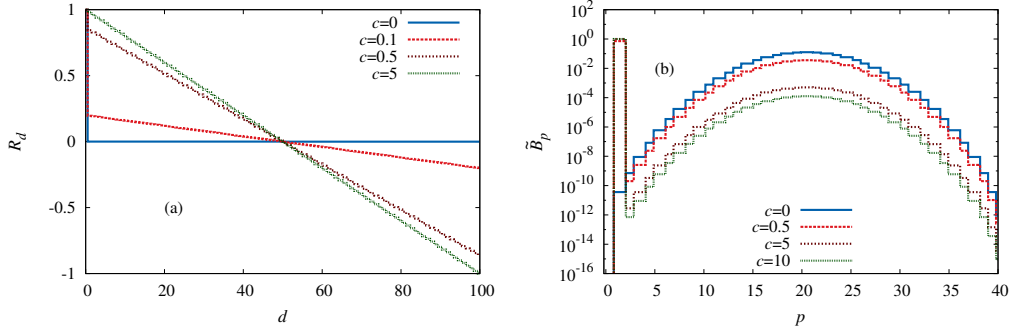 c=0
c=0.1
c=0.5
c=5
1
0.5
0
-0.5
-1
R_d
(a)
0 20 40 60 80 100
d
10^0
10^-2
10^-4
10^-6
10^-8
10^-10
10^-12
10^-14
10^-16
B̃_p
(b)
c=0
c=0.5
c=5
c=10
0 5 10 15 20 25 30 35 40
p